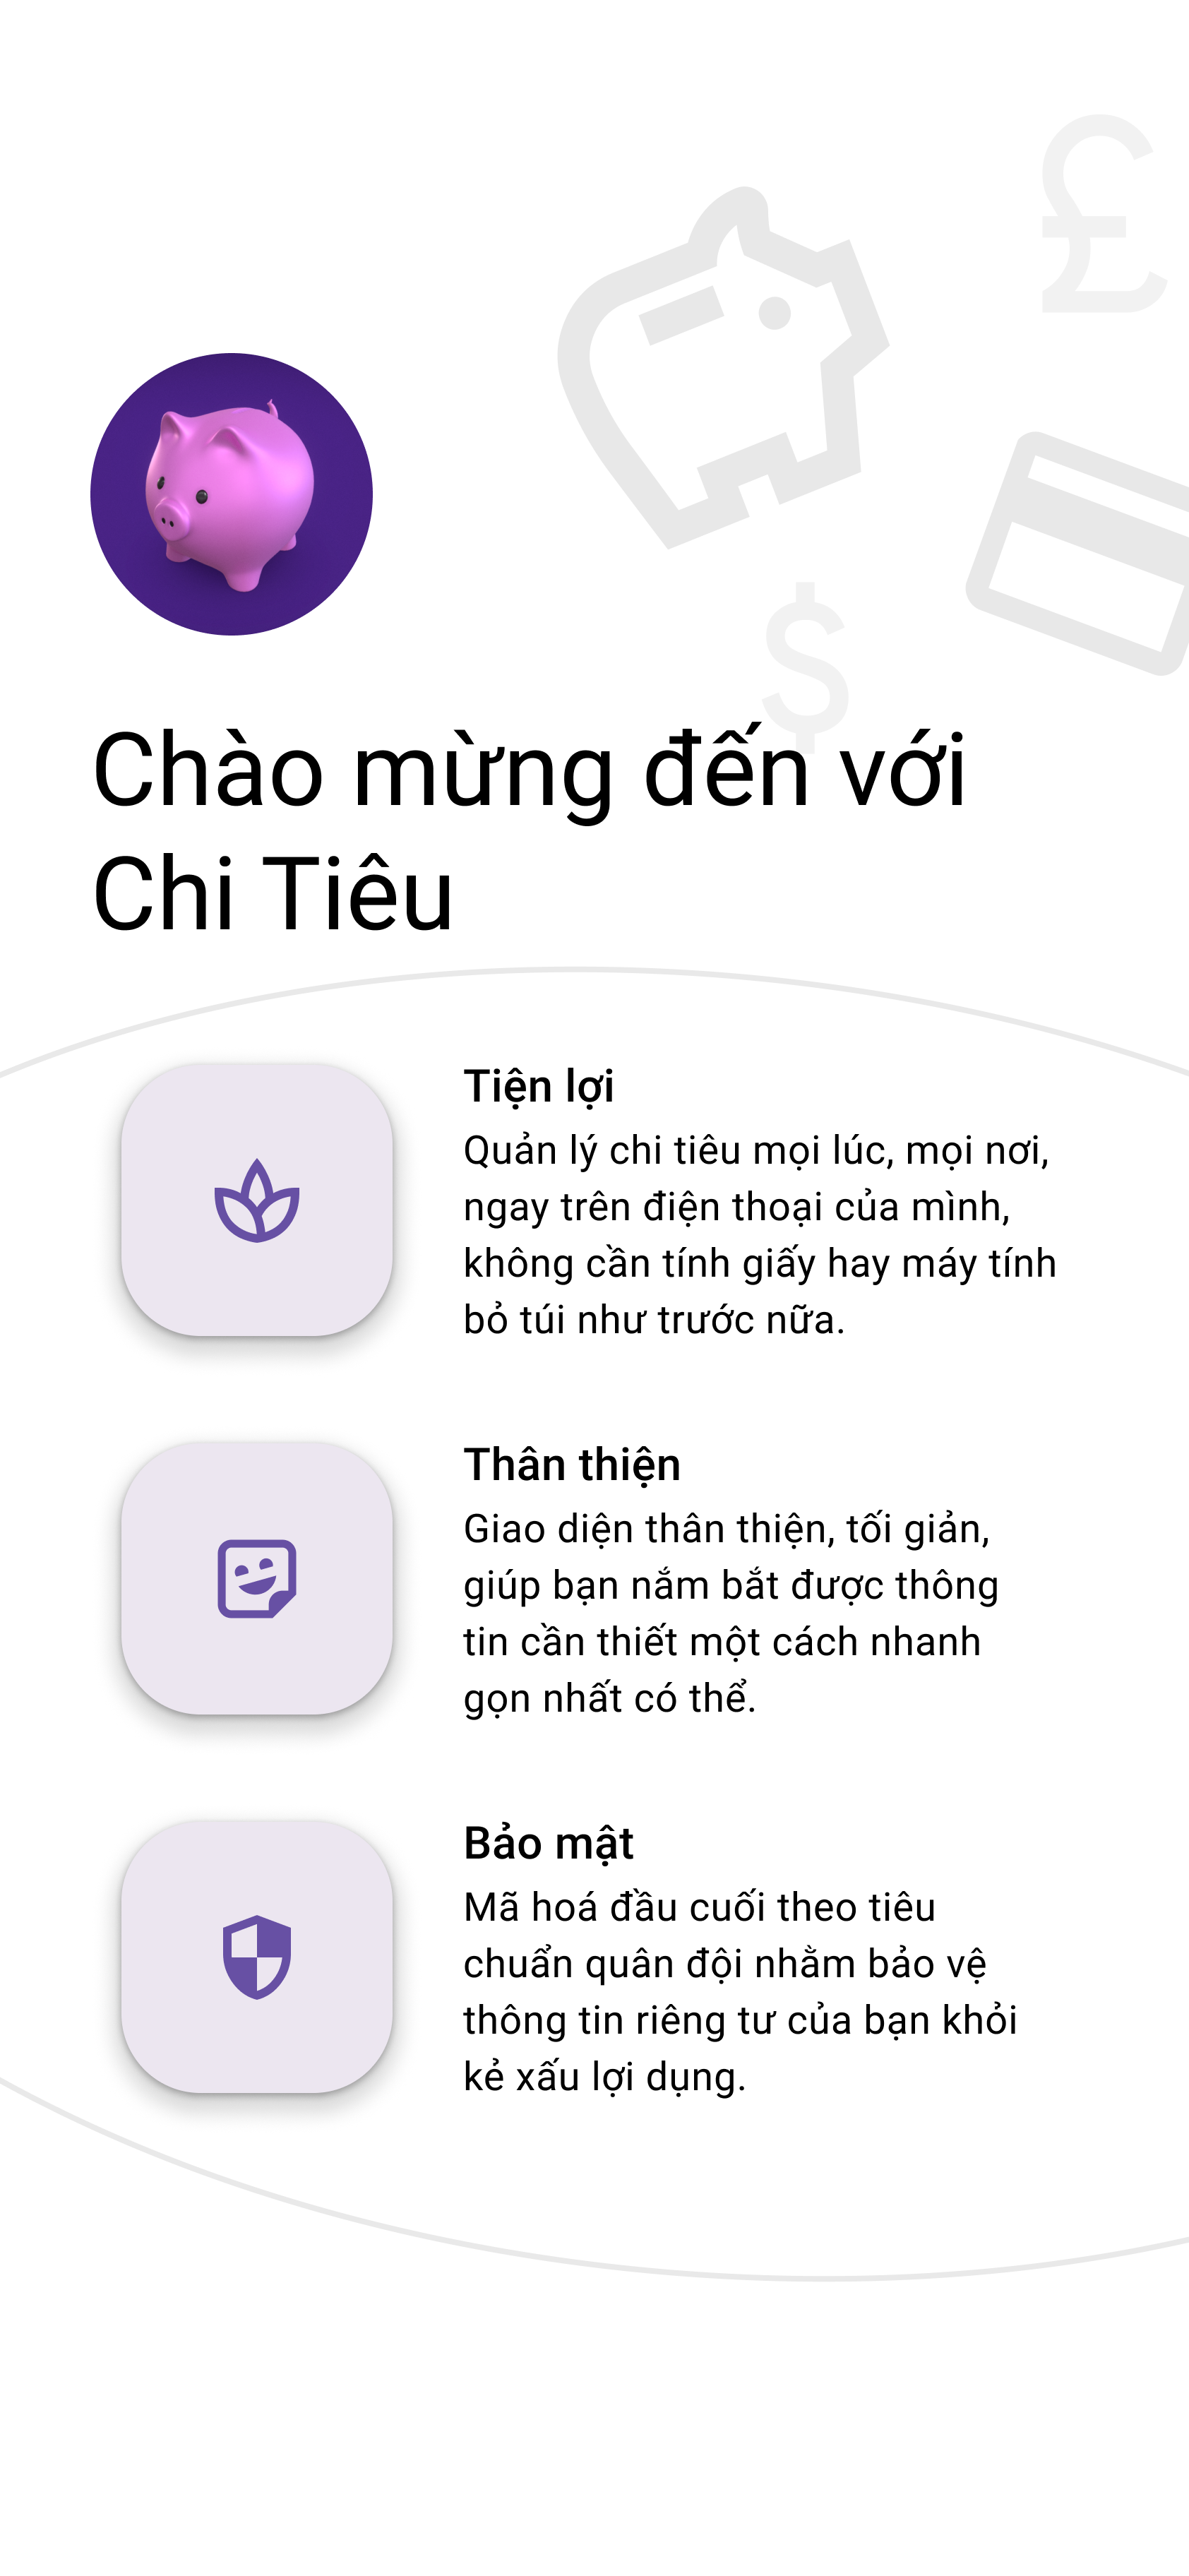 Chào mừng đến với
Chi Tiêu
Tiện lợi
Quản lý chi tiêu mọi lúc, mọi nơi,
ngay trên điện thoại của mình,
không cần tính giấy hay máy tính
bỏ túi như trước nữa.
Thân thiện
Giao diện thân thiện, tối giản,
giúp bạn nắm bắt được thông
tin cần thiết một cách nhanh
gọn nhất có thể.
Bảo mật
Mã hoá đầu cuối theo tiêu
chuẩn quân đội nhằm bảo vệ
thông tin riêng tư của bạn khỏi
kẻ xấu lợi dụng.